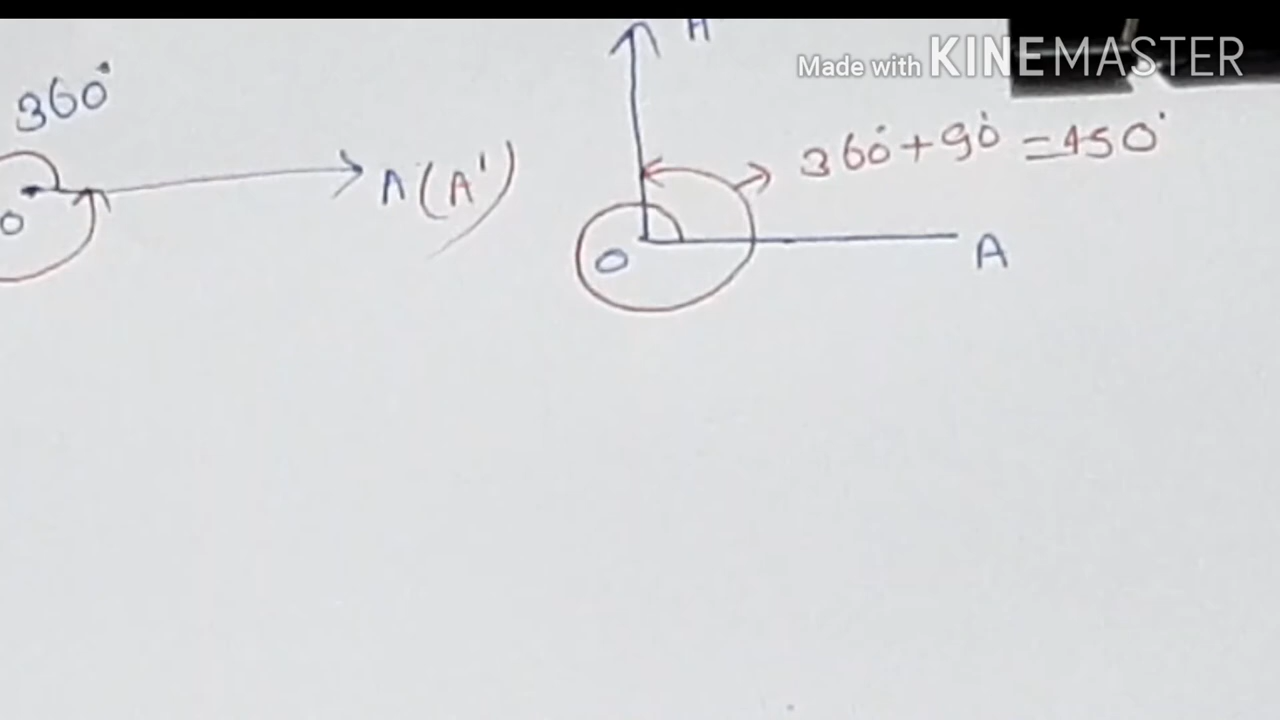 Made with KINEMASTER
360°
O
A(A')
360°+90°=450°
O
A